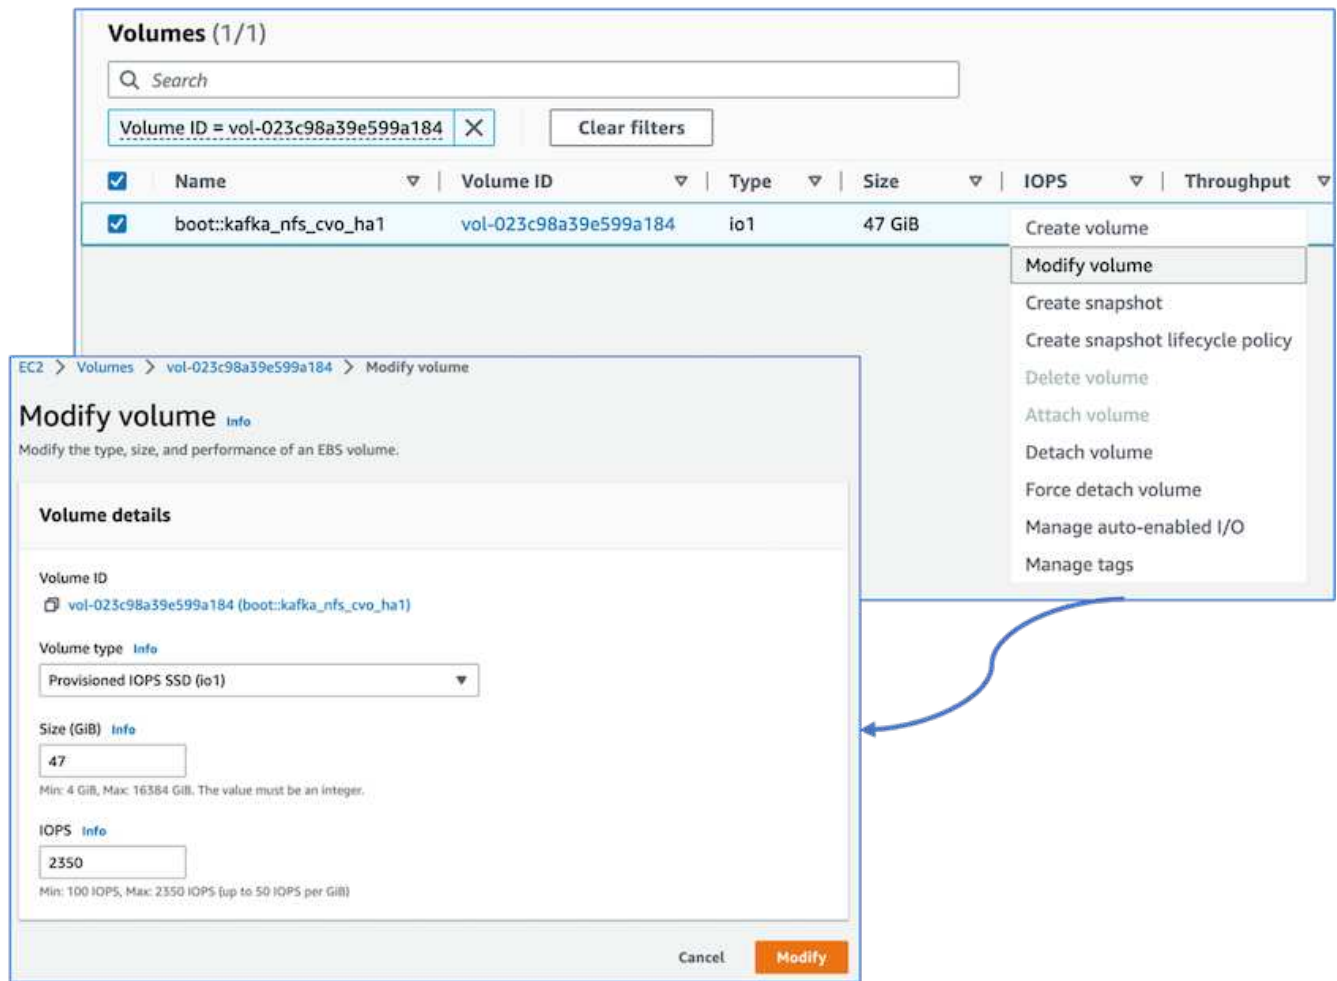 Volumes (1/1)
Search
Volume ID = vol-023c98a39e599a184
Clear filters
Name Volume ID Type Size IOPS Throughput
boot::kafka_nfs_cvo_ha1 vol-023c98a39e599a184 io1 47 GiB
Create volume
Modify volume
Create snapshot
Create snapshot lifecycle policy
Delete volume
Attach volume
Detach volume
Force detach volume
Manage auto-enabled I/O
Manage tags
EC2 > Volumes > vol-023c98a39e599a184 > Modify volume
Modify volume Info
Modify the type, size, and performance of an EBS volume.
Volume details
Volume ID
vol-023c98a39e599a184 (boot::kafka_nfs_cvo_ha1)
Volume type Info
Provisioned IOPS SSD (io1)
Size (GiB) Info
47
Min: 4 GiB, Max: 16384 GiB. The value must be an integer.
IOPS Info
2350
Min: 100 IOPS, Max: 2350 IOPS (up to 50 IOPS per GiB)
Cancel Modify